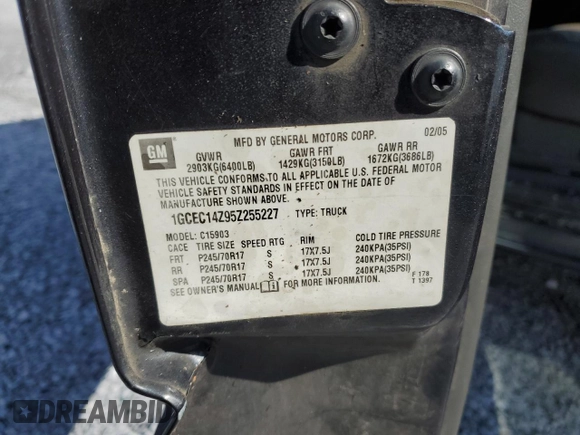 MFD BY GENERAL MOTORS CORP. 02/05
GM
GVWR GAWR FRT GAWR RR
2903KG(6400LB) 1429KG(3150LB) 1672KG(3686LB)
THIS VEHICLE CONFORMS TO ALL APPLICABLE U.S. FEDERAL MOTOR
VEHICLE SAFETY STANDARDS IN EFFECT ON THE DATE OF
MANUFACTURE SHOWN ABOVE.
1GCEC14Z95Z255227 TYPE: TRUCK
MODEL: C15903
CACE TIRE SIZE SPEED RTG RIM COLD TIRE PRESSURE
FRT P245/70R17 S 17X7.5J 240KPA(35PSI)
RR P245/70R17 S 17X7.5J 240KPA(35PSI)
SPA P245/70R17 S 17X7.5J 240KPA(35PSI)
SEE OWNER'S MANUAL FOR MORE INFORMATION.
F 178
T 1397
DREAMBID